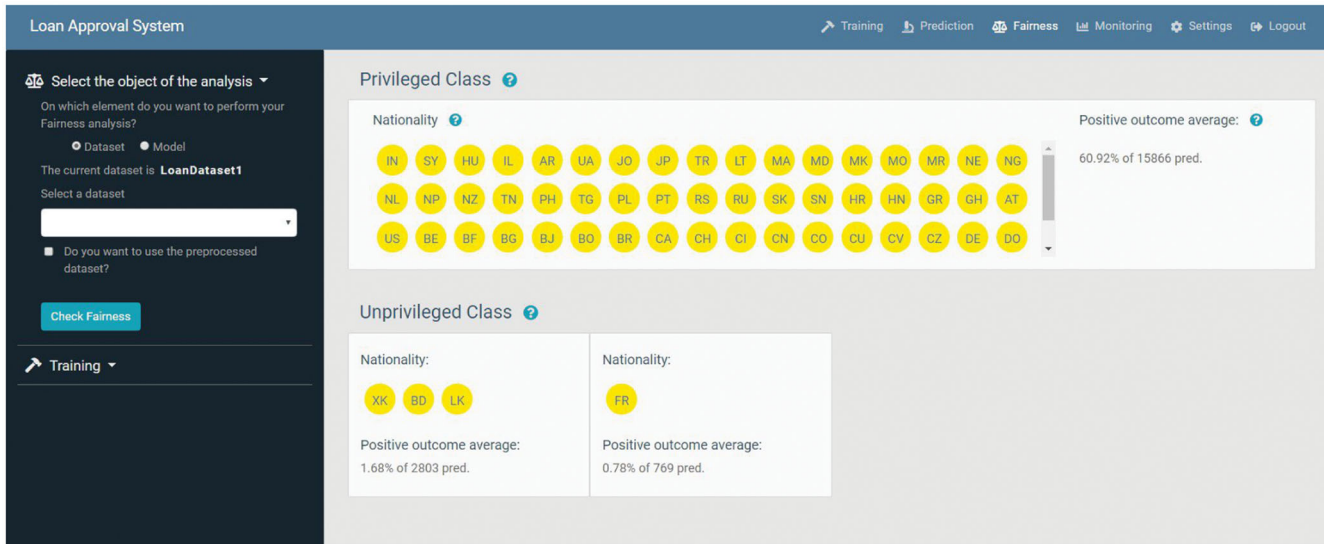 Loan Approval System
Training Prediction Fairness Monitoring Settings Logout
Select the object of the analysis
On which element do you want to perform your
Fairness analysis?
Dataset Model
The current dataset is LoanDataset1
Select a dataset
Do you want to use the preprocessed
dataset?
Check Fairness
Training
Privileged Class ?
Nationality ?
IN SY HU IL AR UA JO JP TR LT MA MD MK MO MR NE NG
NL NP NZ TN PH TG PL PT RS RU SK SN HR HN GR GH AT
US BE BF BG BJ BO BR CA CH CI CN CO CU CV CZ DE DO
Positive outcome average: ?
60.92% of 15866 pred.
Unprivileged Class ?
Nationality:
XK BD LK
Positive outcome average:
1.68% of 2803 pred.
Nationality:
FR
Positive outcome average:
0.78% of 769 pred.